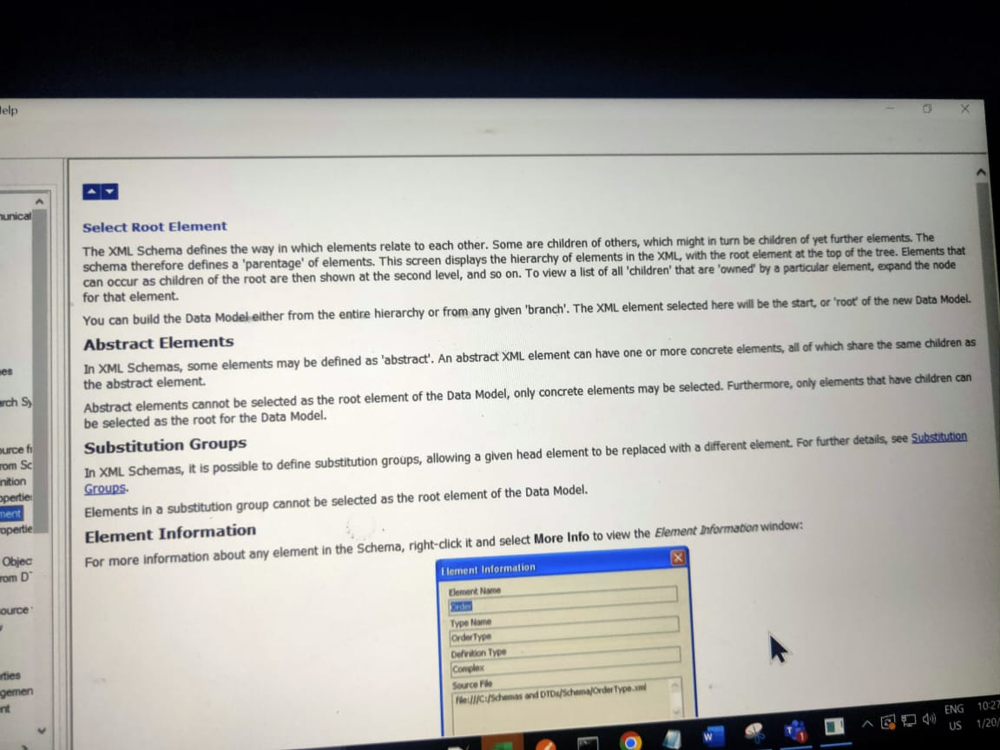 elp
Select Root Element
The XML Schema defines the way in which elements relate to each other. Some are children of others, which might in turn be children of yet further elements. The
schema therefore defines a 'parentage' of elements. This screen displays the hierarchy of elements in the XML, with the root element at the top of the tree. Elements that
can occur as children of the root are then shown at the second level, and so on. To view a list of all 'children' that are 'owned' by a particular element, expand the node
for that element.
You can build the Data Model either from the entire hierarchy or from any given 'branch'. The XML element selected here will be the start, or 'root' of the new Data Model.
Abstract Elements
In XML Schemas, some elements may be defined as 'abstract'. An abstract XML element can have one or more concrete elements, all of which share the same children as
the abstract element.
Abstract elements cannot be selected as the root element of the Data Model, only concrete elements may be selected. Furthermore, only elements that have children can
be selected as the root for the Data Model.
Substitution Groups
In XML Schemas, it is possible to define substitution groups, allowing a given head element to be replaced with a different element. For further details, see Substitution
Groups.
Elements in a substitution group cannot be selected as the root element of the Data Model.
Element Information
For more information about any element in the Schema, right-click it and select More Info to view the Element Information window:
Element Information
Element Name
Order
Type Name
OrderType
Definition Type
Complex
Source File
file:///C:/Schemas and DTDs/Schema/OrderType.xml
unicat
es
arch Sy
ource fr
rom Sc
nition
opertie
ment
opertie
Objec
rom D
ource
rties
gemen
nt
ENG
US
10:27
1/20/